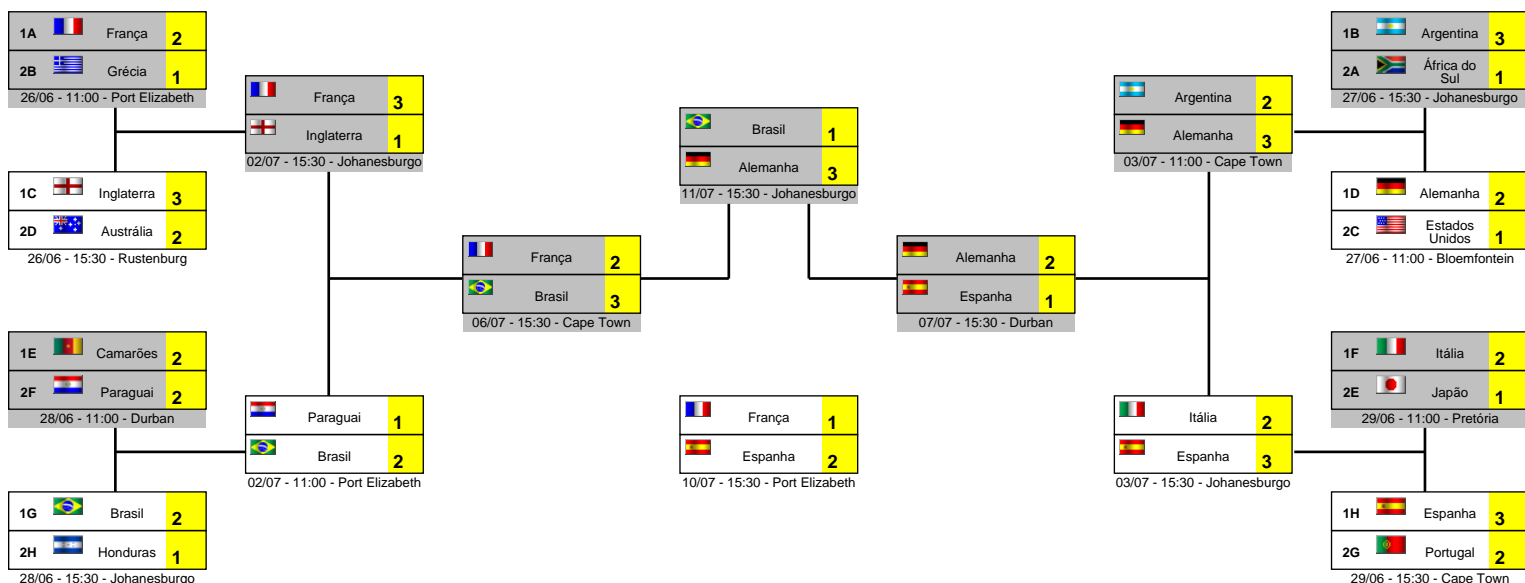 1A França 2
2B Grécia 1
26/06 - 11:00 - Port Elizabeth
1C Inglaterra 3
2D Austrália 2
26/06 - 15:30 - Rustenburg
1E Camarões 2
2F Paraguai 2
28/06 - 11:00 - Durban
1G Brasil 2
2H Honduras 1
28/06 - 15:30 - Johanesburgo
França 3
Inglaterra 1
02/07 - 15:30 - Johanesburgo
Paraguai 1
Brasil 2
02/07 - 11:00 - Port Elizabeth
França 2
Brasil 3
06/07 - 15:30 - Cape Town
Brasil 1
Alemanha 3
11/07 - 15:30 - Johanesburgo
França 1
Espanha 2
10/07 - 15:30 - Port Elizabeth
Alemanha 2
Espanha 1
07/07 - 15:30 - Durban
Argentina 2
Alemanha 3
03/07 - 11:00 - Cape Town
Itália 2
Espanha 3
03/07 - 15:30 - Johanesburgo
1B Argentina 3
2A África do
Sul 1
27/06 - 15:30 - Johanesburgo
1D Alemanha 2
2C Estados
Unidos 1
27/06 - 11:00 - Bloemfontein
1F Itália 2
2E Japão 1
29/06 - 11:00 - Pretória
1H Espanha 3
2G Portugal 2
29/06 - 15:30 - Cape Town